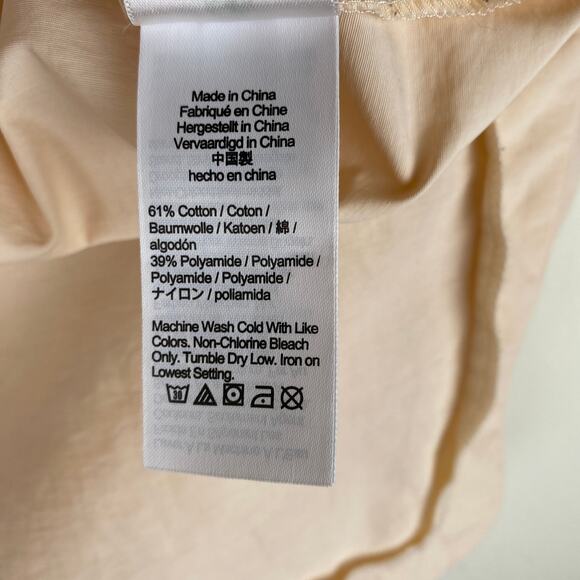 Made in China
Fabriqué en Chine
Hergestellt in China
Vervaardigd in China
中国製
hecho en china
61% Cotton / Coton /
Baumwolle / Katoen / 綿 /
algodón
39% Polyamide / Polyamide /
Polyamide / Polyamide /
ナイロン / poliamida
Machine Wash Cold With Like
Colors. Non-Chlorine Bleach
Only. Tumble Dry Low. Iron on
Lowest Setting.
30